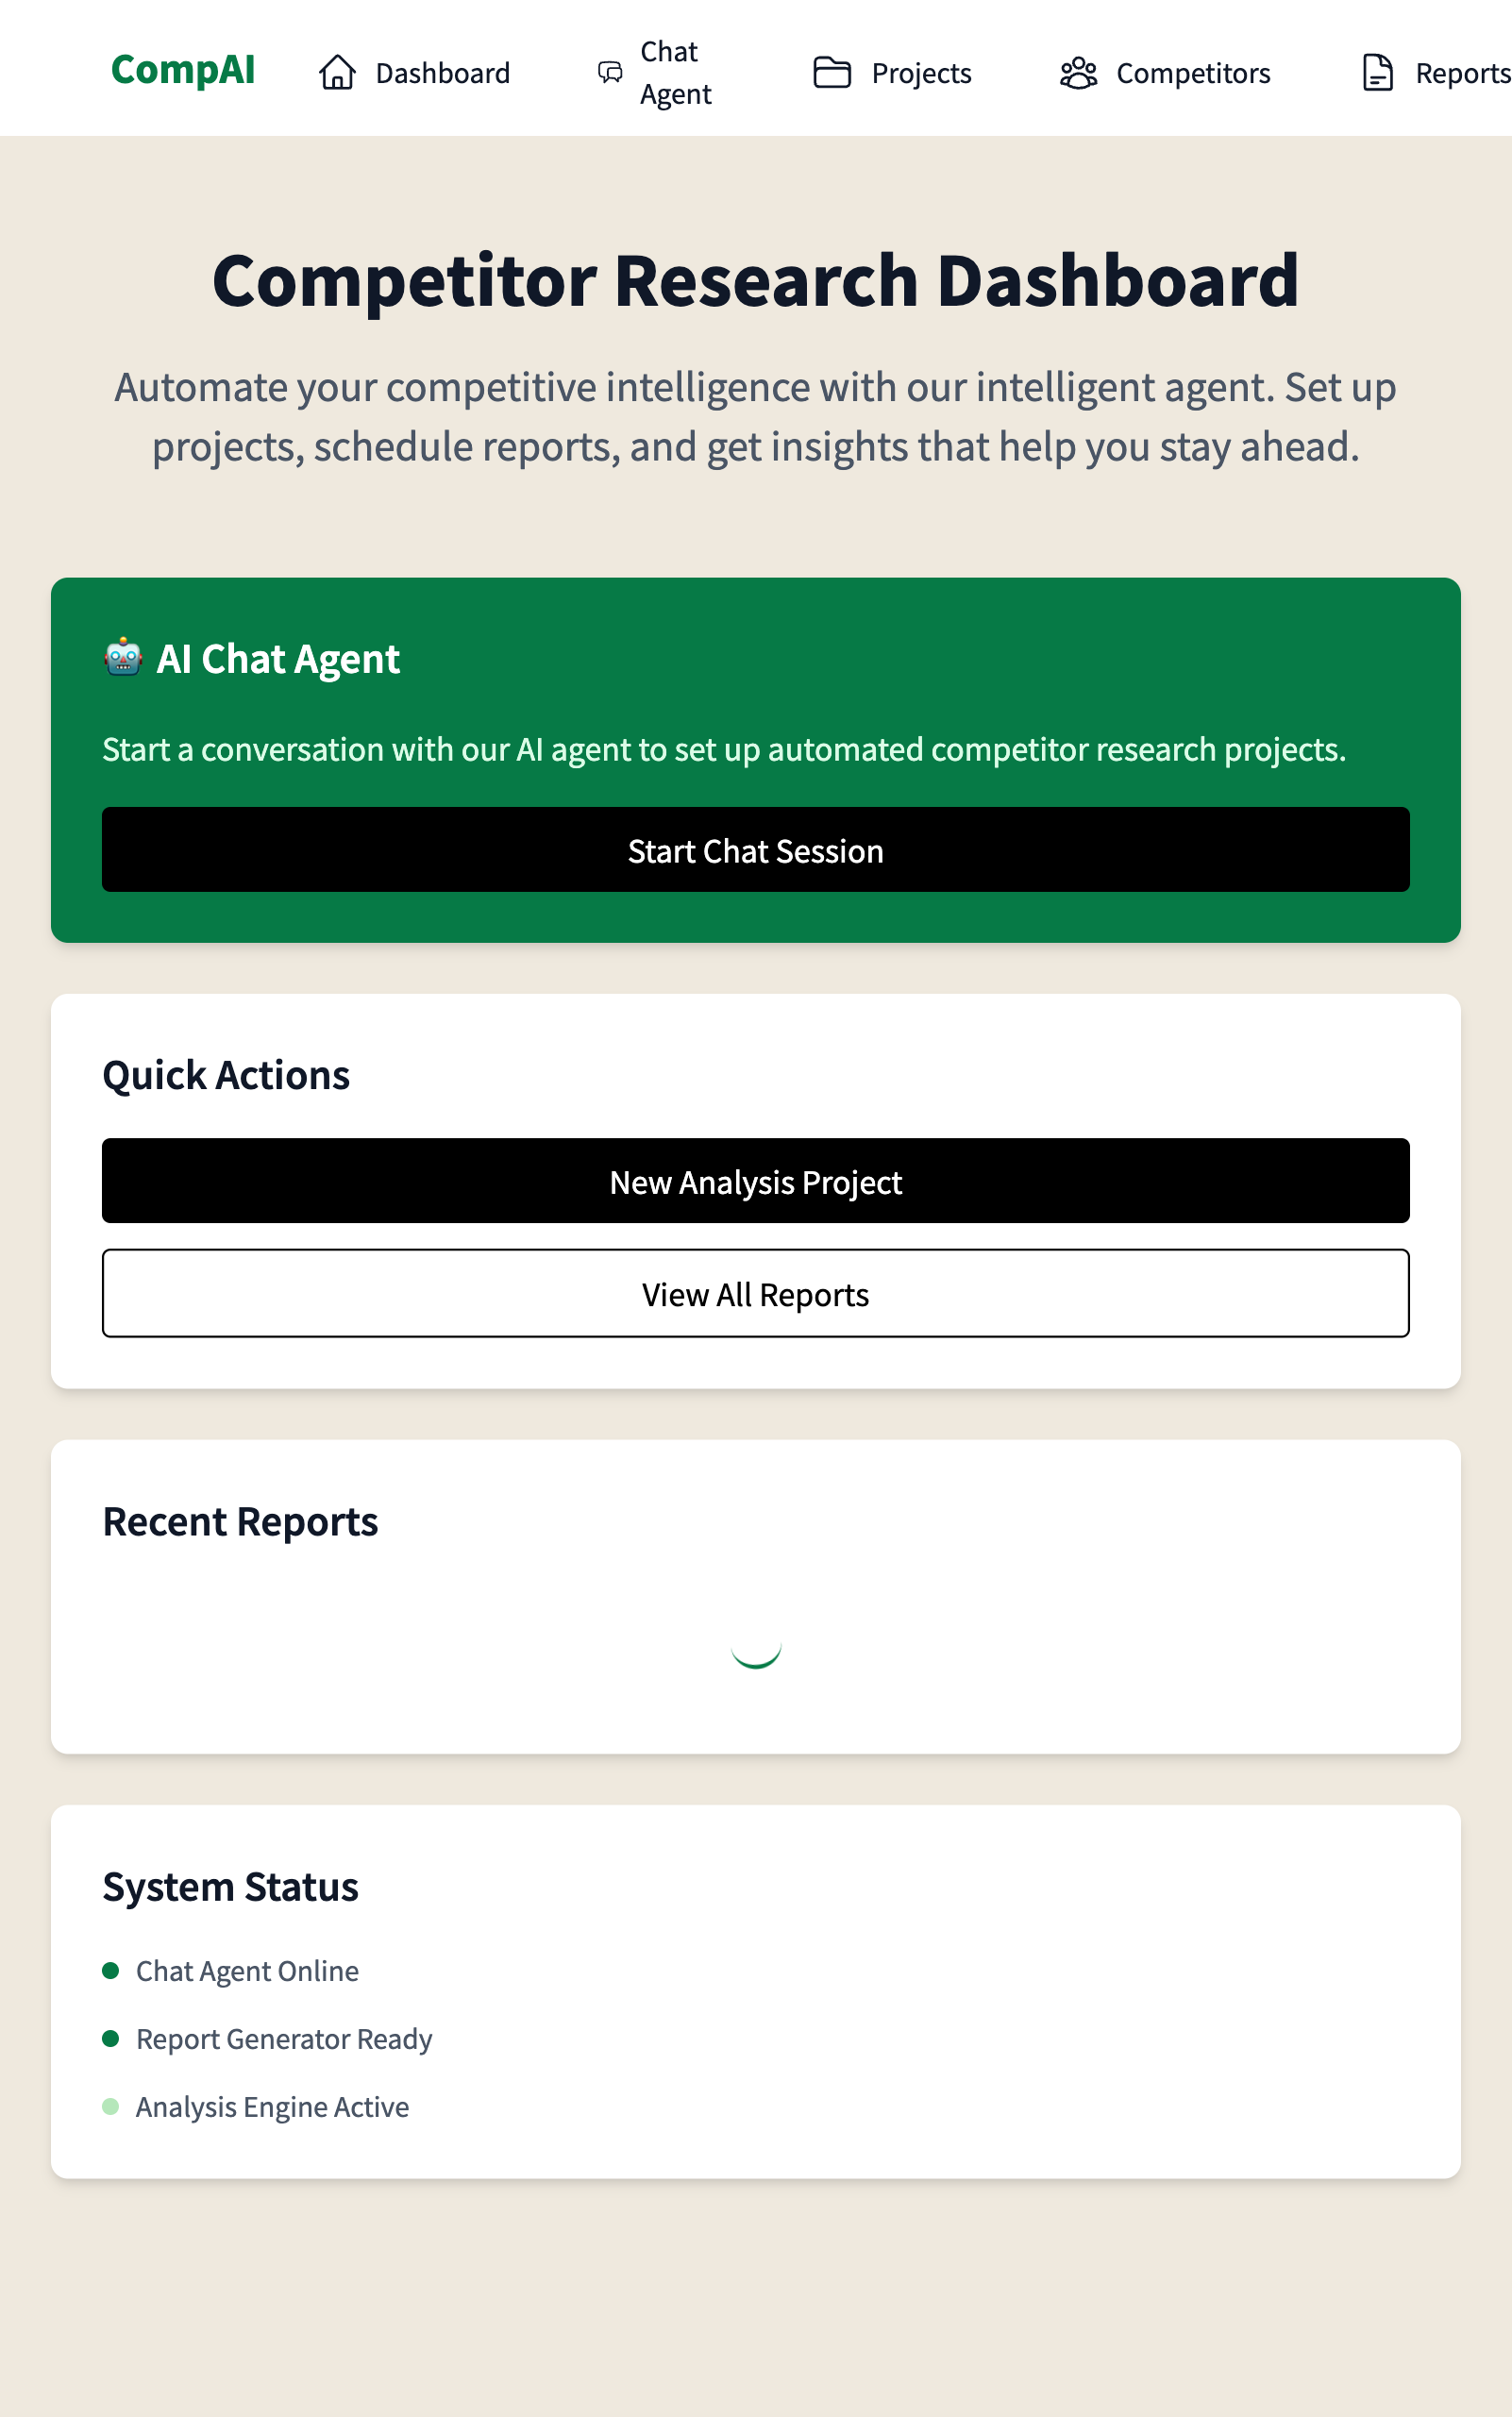 CompAI
Dashboard
Chat
Agent
Projects
Competitors
Reports
Competitor Research Dashboard
Automate your competitive intelligence with our intelligent agent. Set up
projects, schedule reports, and get insights that help you stay ahead.
🤖 AI Chat Agent
Start a conversation with our AI agent to set up automated competitor research projects.
Start Chat Session
Quick Actions
New Analysis Project
View All Reports
Recent Reports
System Status
Chat Agent Online
Report Generator Ready
Analysis Engine Active